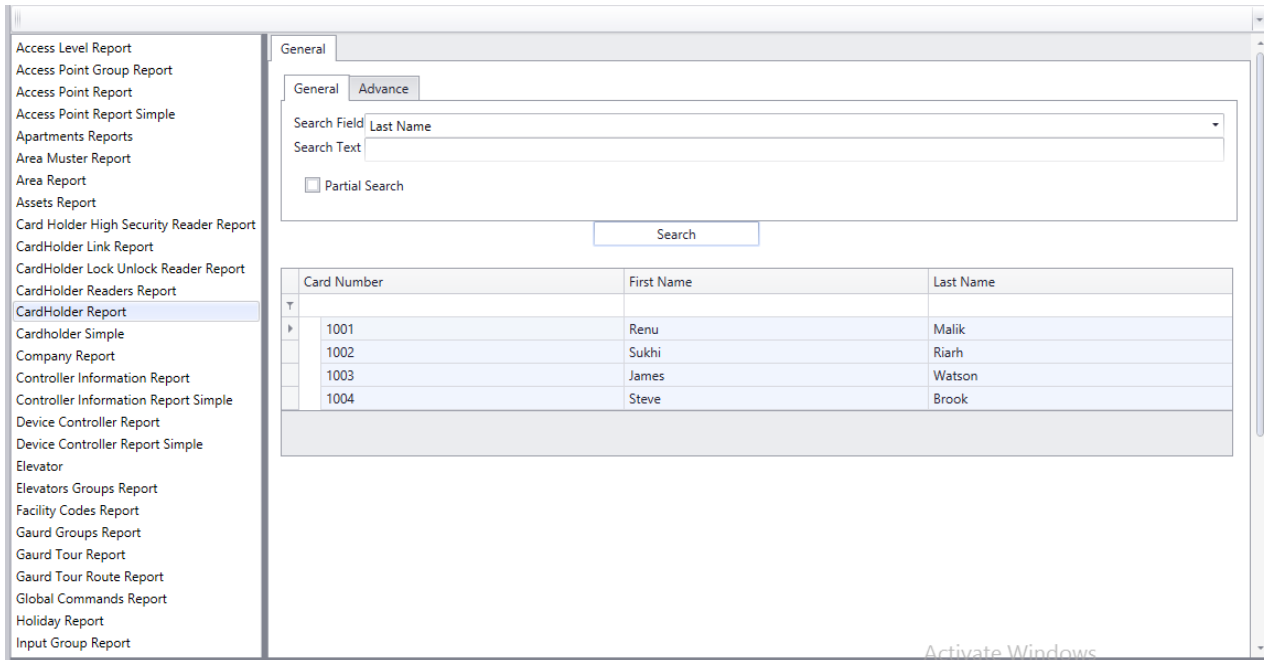 Access Level Report
Access Point Group Report
Access Point Report
Access Point Report Simple
Apartments Reports
Area Muster Report
Area Report
Assets Report
Card Holder High Security Reader Report
CardHolder Link Report
CardHolder Lock Unlock Reader Report
CardHolder Readers Report
CardHolder Report
Cardholder Simple
Company Report
Controller Information Report
Controller Information Report Simple
Device Controller Report
Device Controller Report Simple
Elevator
Elevators Groups Report
Facility Codes Report
Gaurd Groups Report
Gaurd Tour Report
Gaurd Tour Route Report
Global Commands Report
Holiday Report
Input Group Report
General
General Advance
Search Field Last Name
Search Text
Partial Search
Search
Card Number First Name Last Name
1001 Renu Malik
1002 Sukhi Riarh
1003 James Watson
1004 Steve Brook
Activate Windows